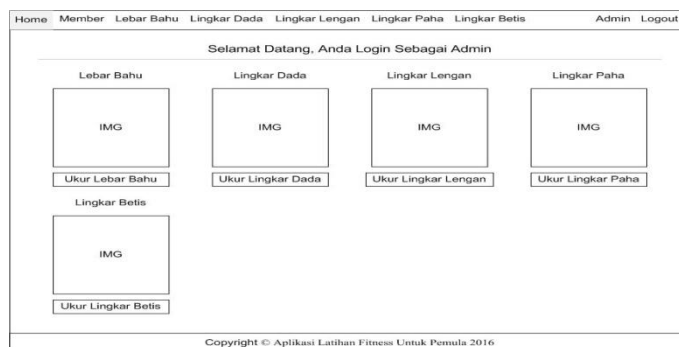 Home Member Lebar Bahu Lingkar Dada Lingkar Lengan Lingkar Paha Lingkar Betis Admin Logout
Selamat Datang, Anda Login Sebagai Admin
Lebar Bahu Lingkar Dada Lingkar Lengan Lingkar Paha
IMG IMG IMG IMG
Ukur Lebar Bahu Ukur Lingkar Dada Ukur Lingkar Lengan Ukur Lingkar Paha
Lingkar Betis
IMG
Ukur Lingkar Betis
Copyright © Aplikasi Latihan Fitness Untuk Pemula 2016